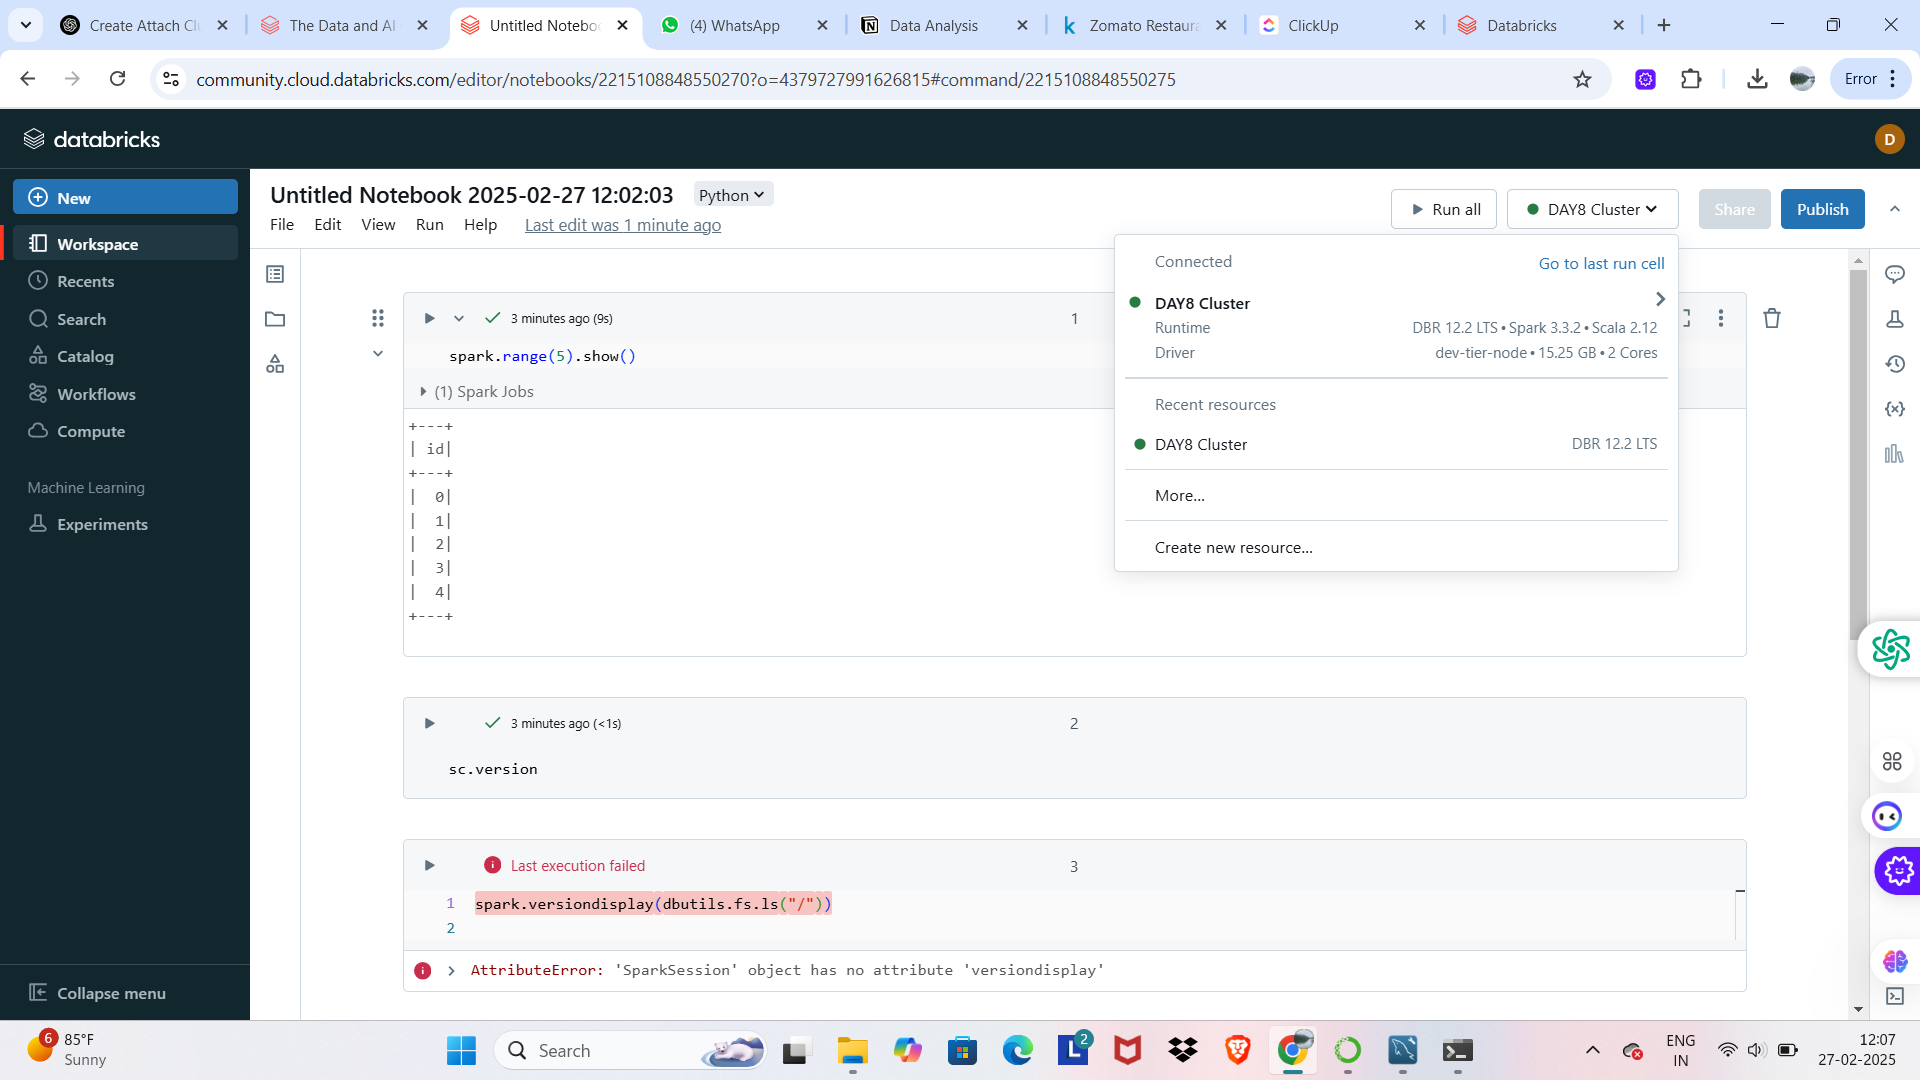 Create Attach Cl
The Data and AI
Untitled Noteboo
(4) WhatsApp
Data Analysis
Zomato Restaura
ClickUp
Databricks
community.cloud.databricks.com/editor/notebooks/2215108848550270?o=4379727991626815#command/2215108848550275
Error
databricks
D
New
Workspace
Recents
Search
Catalog
Workflows
Compute
Machine Learning
Experiments
Collapse menu
Untitled Notebook 2025-02-27 12:02:03
Python
File Edit View Run Help Last edit was 1 minute ago
Run all
DAY8 Cluster
Share
Publish
Connected
Go to last run cell
DAY8 Cluster
Runtime DBR 12.2 LTS • Spark 3.3.2 • Scala 2.12
Driver dev-tier-node • 15.25 GB • 2 Cores
Recent resources
DAY8 Cluster DBR 12.2 LTS
More...
Create new resource...
3 minutes ago (9s)
1
spark.range(5).show()
(1) Spark Jobs
+---+
| id|
+---+
|  0|
|  1|
|  2|
|  3|
|  4|
+---+
3 minutes ago (<1s)
2
sc.version
Last execution failed
3
1 spark.versiondisplay(dbutils.fs.ls("/"))
2
AttributeError: 'SparkSession' object has no attribute 'versiondisplay'
6
85°F
Sunny
Search
L
2
DBR
ENG
IN
12:07
27-02-2025